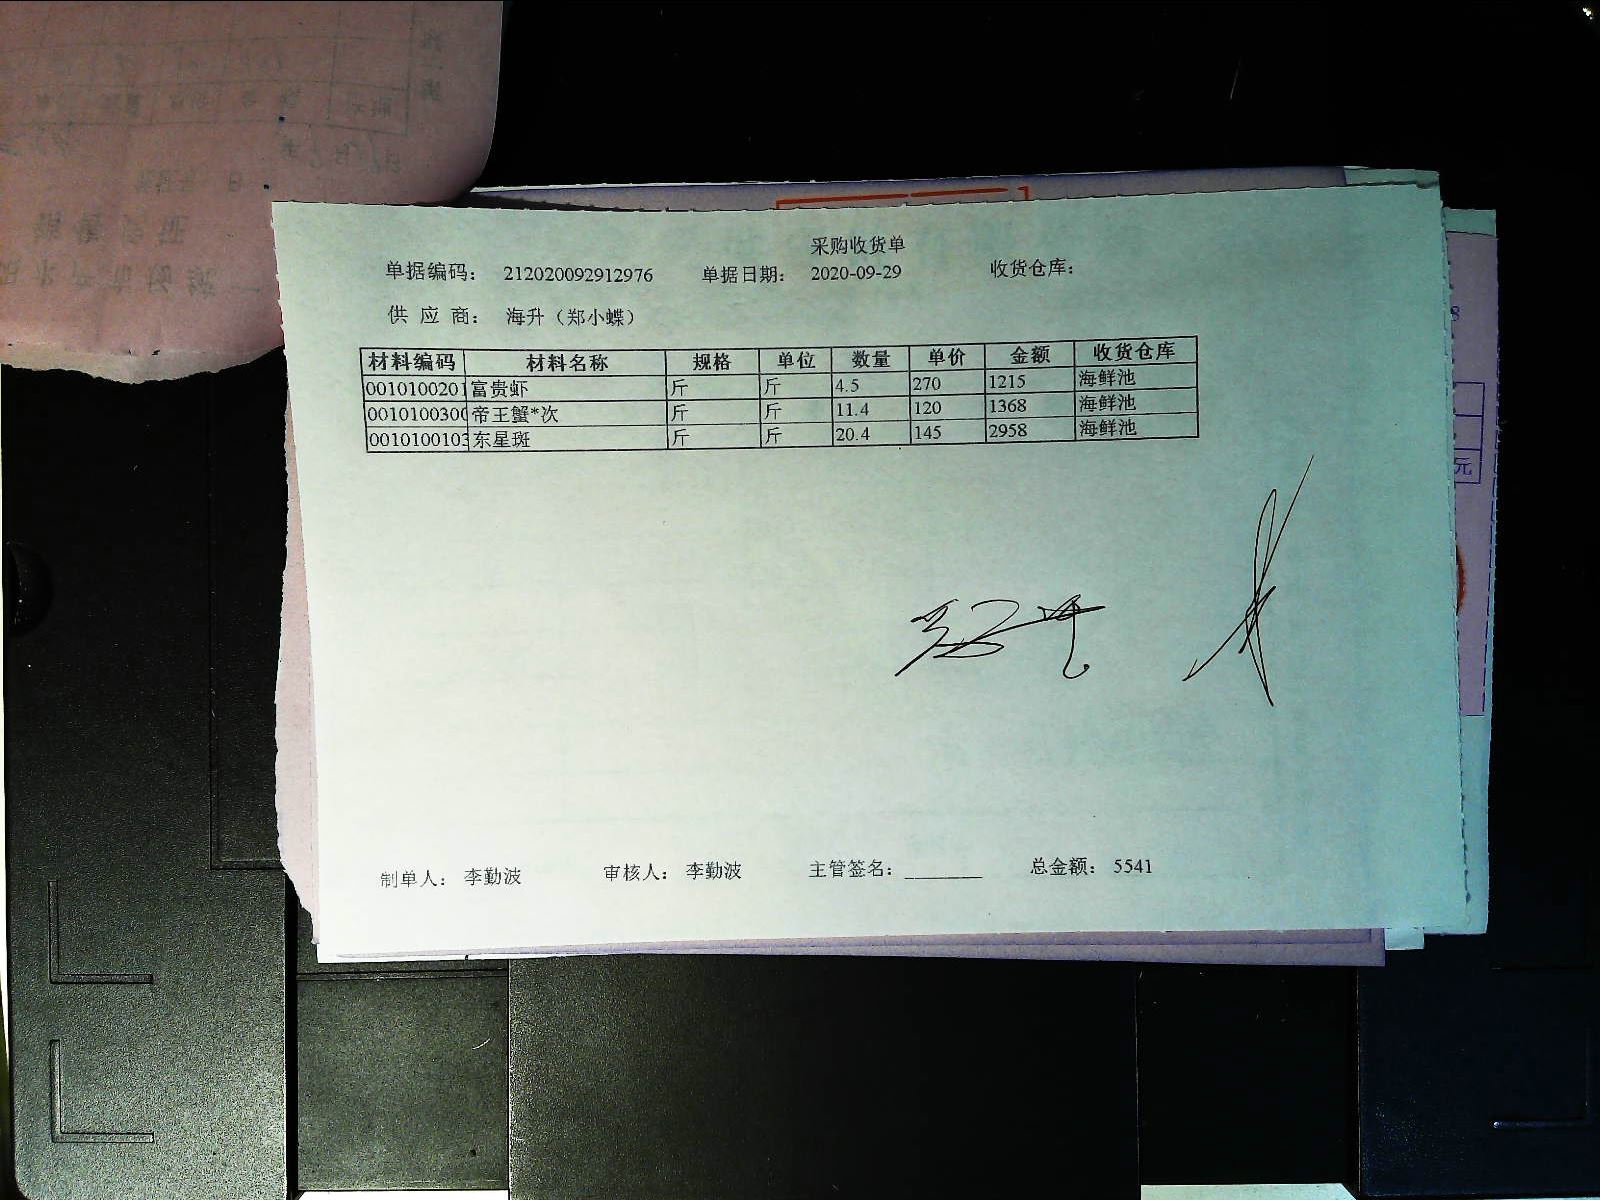 采购收货单
单据编码： 212020092912976 单据日期： 2020-09-29 收货仓库：
供 应 商： 海升（郑小蝶）
材料编码 材料名称 规格 单位 数量 单价 金额 收货仓库
0010100201 富贵虾 斤 斤 4.5 270 1215 海鲜池
0010100300 帝王蟹*次 斤 斤 11.4 120 1368 海鲜池
0010100103 东星斑 斤 斤 20.4 145 2958 海鲜池
元
制单人： 李勤波 审核人： 李勤波 主管签名：________ 总金额： 5541